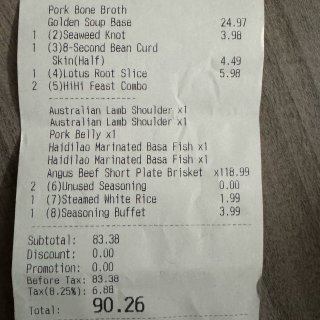 Pork Bone Broth
Golden Soup Base 24.97
1 (2)Seaweed Knot 3.98
1 (3)8-Second Bean Curd
Skin(Half) 4.49
1 (4)Lotus Root Slice 5.98
2 (5)HiHi Feast Combo
Australian Lamb Shoulder x1
Australian Lamb Shoulder x1
Pork Belly x1
Haidilao Marinated Basa Fish x1
Haidilao Marinated Basa Fish x1
Angus Beef Short Plate Brisket x118.99
2 (6)Unused Seasoning 0.00
1 (7)Steamed White Rice 1.99
1 (8)Seasoning Buffet 3.99
Subtotal: 83.38
Discount: 0.00
Promotion: 0.00
Before Tax: 83.38
Tax(8.25%): 6.88
Total: 90.26